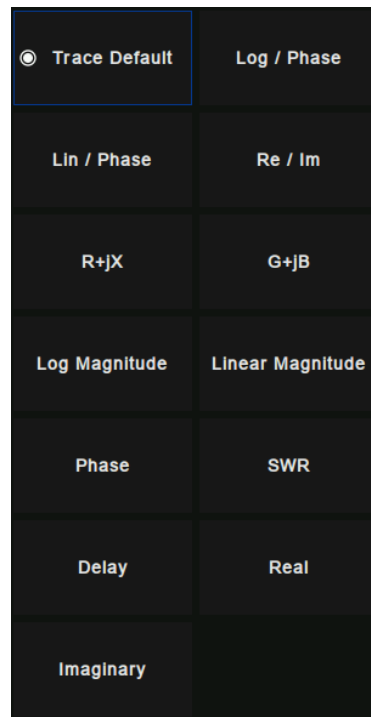 Trace Default
Log / Phase
Lin / Phase
Re / Im
R+jX
G+jB
Log Magnitude
Linear Magnitude
Phase
SWR
Delay
Real
Imaginary